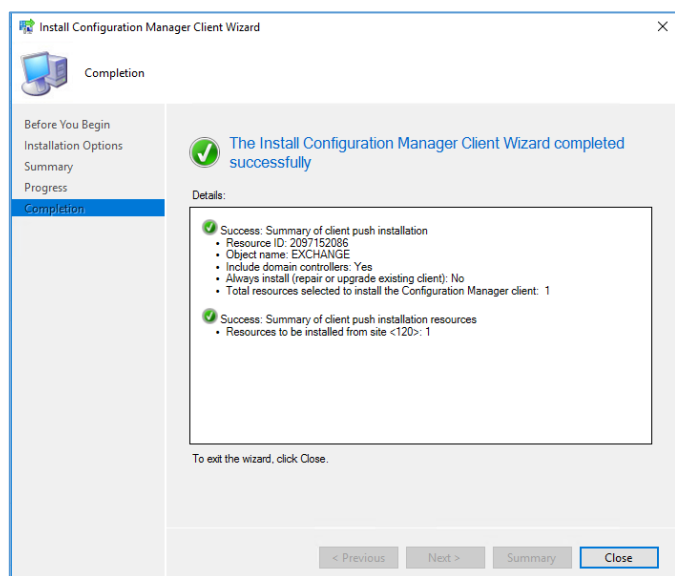 Install Configuration Manager Client Wizard
Completion
Before You Begin
Installation Options
Summary
Progress
Completion
The Install Configuration Manager Client Wizard completed
successfully
Details:
Success: Summary of client push installation
• Resource ID: 2097152086
• Object name: EXCHANGE
• Include domain controllers: Yes
• Always install (repair or upgrade existing client): No
• Total resources selected to install the Configuration Manager client: 1
Success: Summary of client push installation resources
• Resources to be installed from site <120>: 1
To exit the wizard, click Close.
< Previous
Next >
Summary
Close